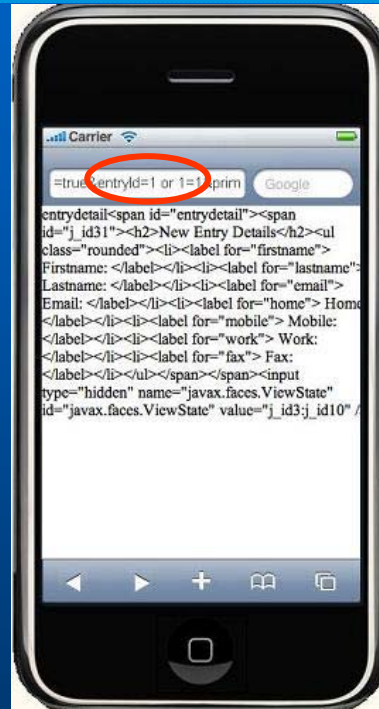 Carrier
=true&entryId=1 or 1=1&prim
Google
entrydetail<span id="entrydetail"><span
id="j_id31"><h2>New Entry Details</h2><ul
class="rounded"><li><label for="firstname">
Firstname: </label></li><li><label for="lastname">
Lastname: </label></li><li><label for="email">
Email: </label></li><li><label for="home"> Home
</label></li><li><label for="mobile"> Mobile:
</label></li><li><label for="work"> Work:
</label></li><li><label for="fax"> Fax:
</label></li></ul></span></span><input
type="hidden" name="javax.faces.ViewState"
id="javax.faces.ViewState" value="j_id3:j_id10" /